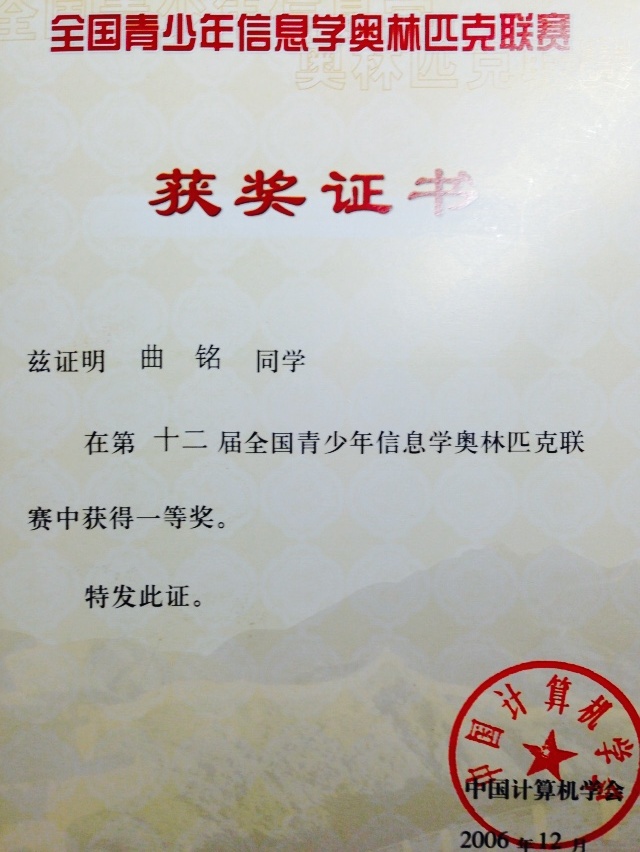 全国青少年信息学奥林匹克联赛
获奖证书
兹证明 曲 铭 同学
在第 十二 届全国青少年信息学奥林匹克联
赛中获得一等奖。
特发此证。
中国计算机学会
中国计算机学会
2006 年 12 月